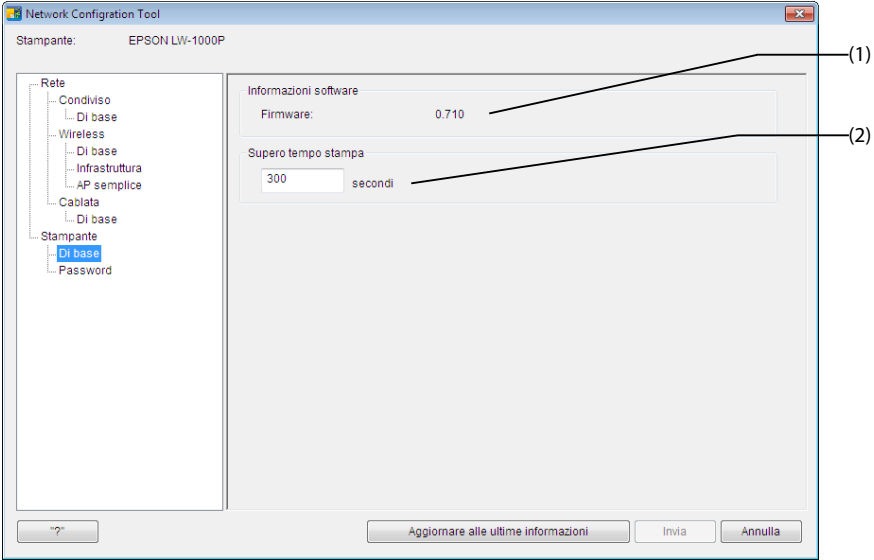 Network Configration Tool
Stampante: EPSON LW-1000P
(1)
Rete
Condiviso
Di base
Wireless
Di base
Infrastruttura
AP semplice
Cablata
Di base
Stampante
Di base
Password
Informazioni software
Firmware: 0.710
(2)
Supero tempo stampa
300 secondi
"?"
Aggiornare alle ultime informazioni
Invia
Annulla